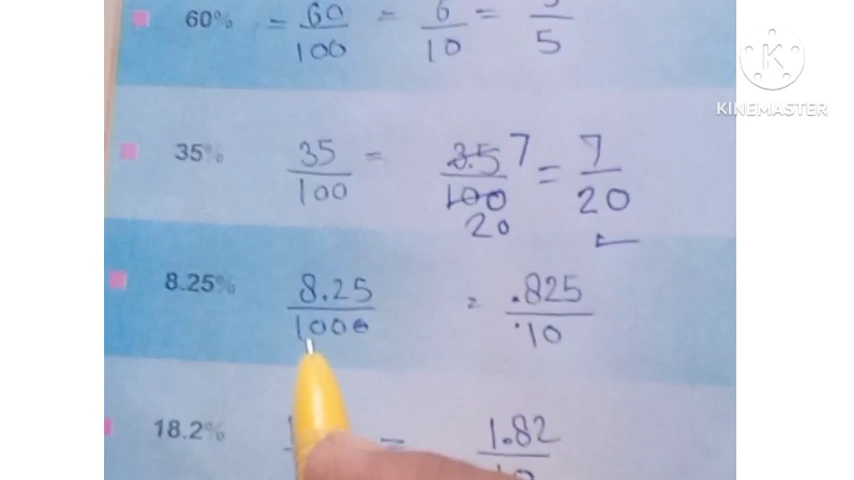 60% = 60/100 = 6/10 = 3/5
K
KINEMASTER
35% 35/100 = 35/100 7 20 = 7/20
8.25% 8.25/1000 = .825/10
18.2% = 1.82/10